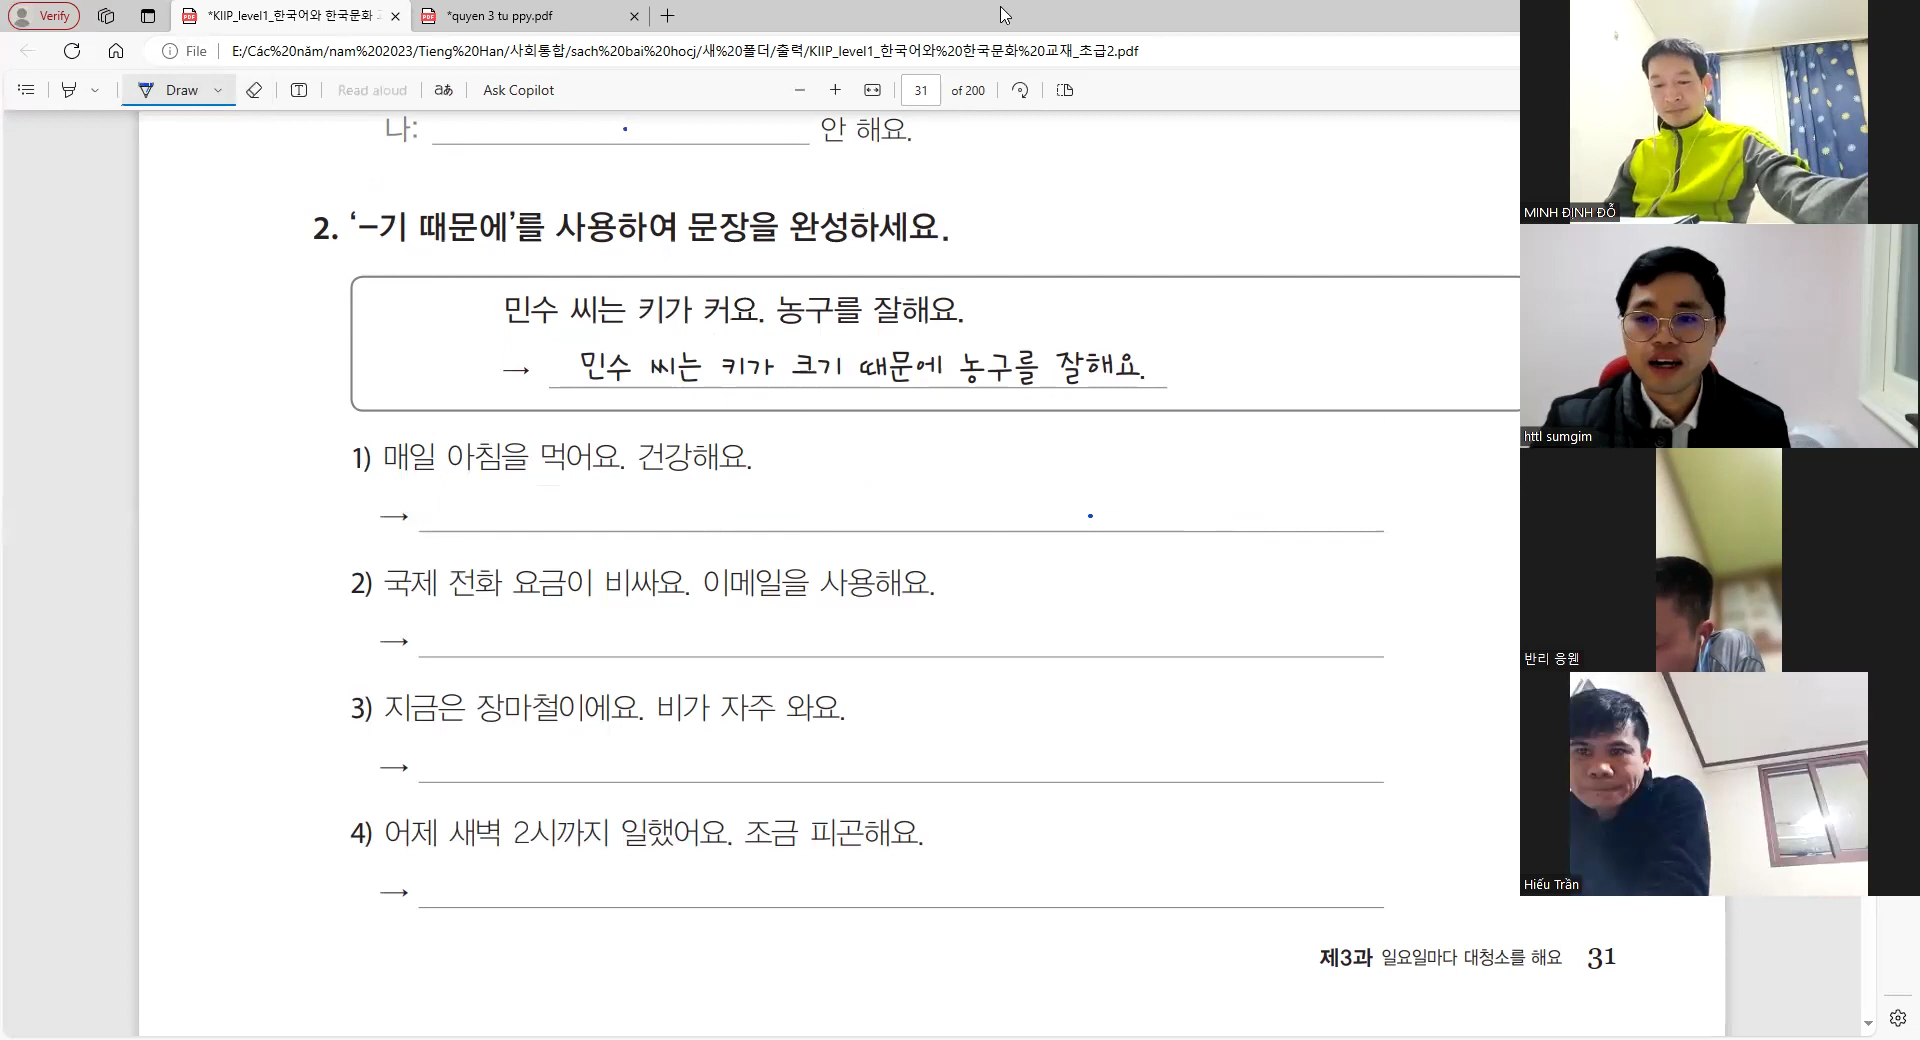 Verify
*KIIP_level1_한국어와 한국문화
*quyen 3 tu ppy.pdf
File
E:/Các%20năm/nam%202023/Tieng%20Han/사회통합/sach%20bai%20hocj/새%20폴더/출력/KIIP_level1_한국어와%20한국문화%20교재_초급2.pdf
Draw
Read aloud
aあ
Ask Copilot
31
of 200
나: 안 해요.
2. ‘–기 때문에’를 사용하여 문장을 완성하세요.
민수 씨는 키가 커요. 농구를 잘해요.
→ 민수 씨는 키가 크기 때문에 농구를 잘해요.
1) 매일 아침을 먹어요. 건강해요.
→
2) 국제 전화 요금이 비싸요. 이메일을 사용해요.
→
3) 지금은 장마철이에요. 비가 자주 와요.
→
4) 어제 새벽 2시까지 일했어요. 조금 피곤해요.
→
제3과 일요일마다 대청소를 해요 31
MINH ĐỊNH ĐỖ
httl sumgim
반리 응웬
Hiếu Trần